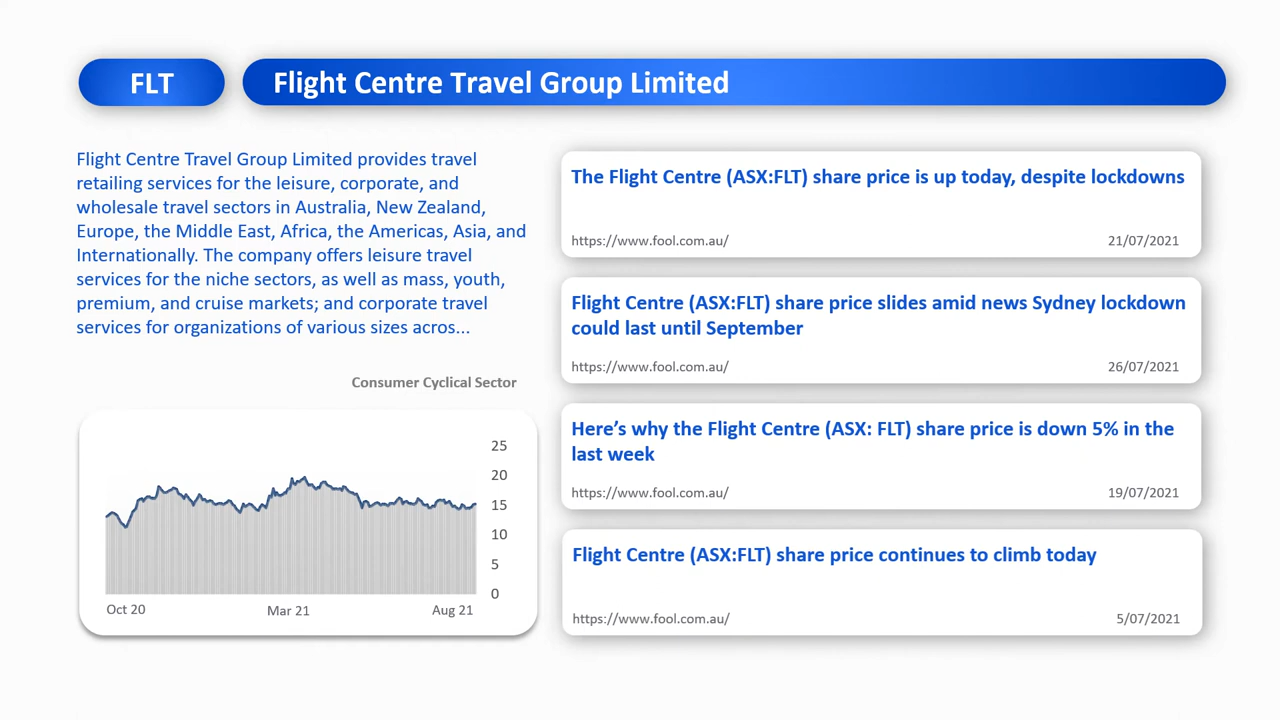 FLT
Flight Centre Travel Group Limited
Flight Centre Travel Group Limited provides travel
retailing services for the leisure, corporate, and
wholesale travel sectors in Australia, New Zealand,
Europe, the Middle East, Africa, the Americas, Asia, and
Internationally. The company offers leisure travel
services for the niche sectors, as well as mass, youth,
premium, and cruise markets; and corporate travel
services for organizations of various sizes acros...
Consumer Cyclical Sector
25
20
15
10
5
0
Oct 20
Mar 21
Aug 21
The Flight Centre (ASX:FLT) share price is up today, despite lockdowns
https://www.fool.com.au/
21/07/2021
Flight Centre (ASX:FLT) share price slides amid news Sydney lockdown
could last until September
https://www.fool.com.au/
26/07/2021
Here’s why the Flight Centre (ASX: FLT) share price is down 5% in the
last week
https://www.fool.com.au/
19/07/2021
Flight Centre (ASX:FLT) share price continues to climb today
https://www.fool.com.au/
5/07/2021